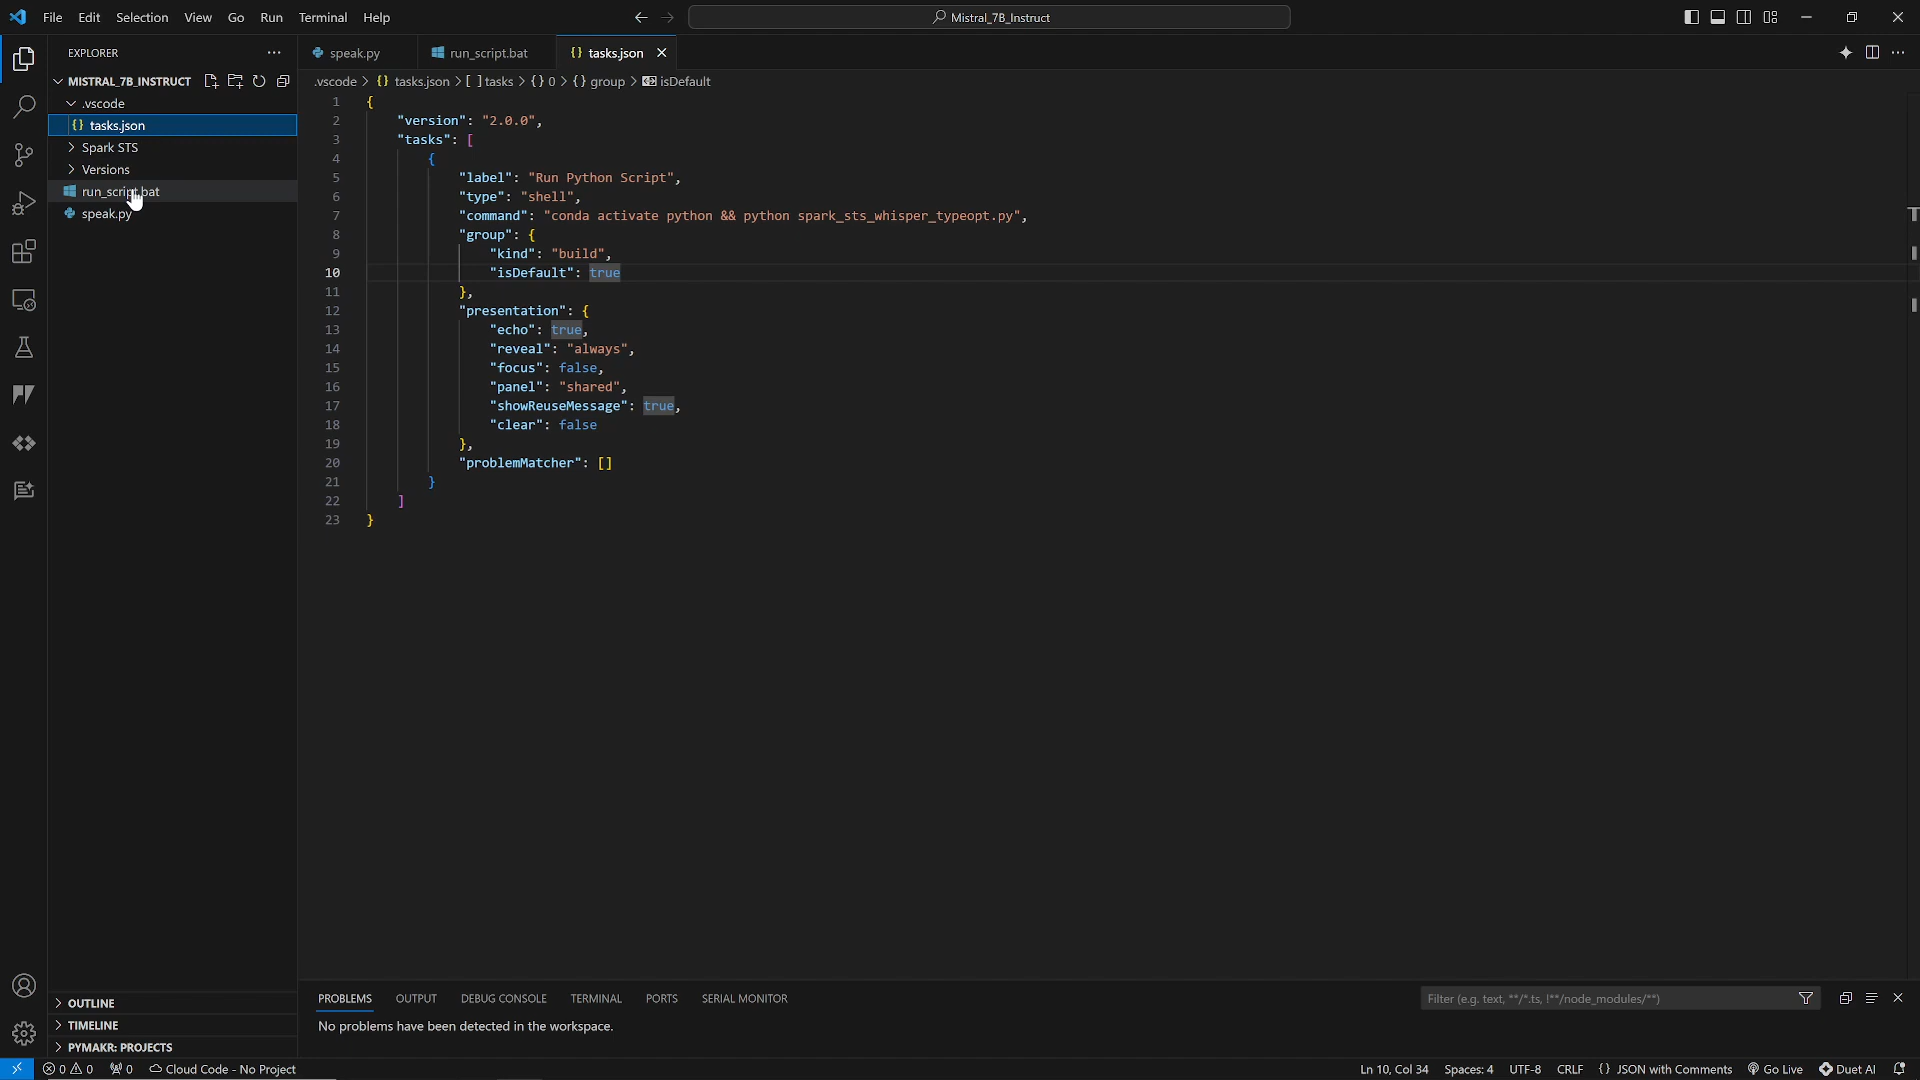 File Edit Selection View Go Run Terminal Help
Mistral_7B_Instruct
EXPLORER
MISTRAL_7B_INSTRUCT
.vscode
tasks.json
Spark STS
Versions
run_script.bat
speak.py
OUTLINE
TIMELINE
PYMAKR: PROJECTS
speak.py run_script.bat {} tasks.json
.vscode > {} tasks.json > [ ] tasks > {} 0 > {} group > isDefault
1 {
2 "version": "2.0.0",
3 "tasks": [
4 {
5 "label": "Run Python Script",
6 "type": "shell",
7 "command": "conda activate python && python spark_sts_whisper_typeopt.py",
8 "group": {
9 "kind": "build",
10 "isDefault": true
11 },
12 "presentation": {
13 "echo": true,
14 "reveal": "always",
15 "focus": false,
16 "panel": "shared",
17 "showReuseMessage": true,
18 "clear": false
19 },
20 "problemMatcher": []
21 }
22 ]
23 }
PROBLEMS OUTPUT DEBUG CONSOLE TERMINAL PORTS SERIAL MONITOR
Filter (e.g. text, **/*.ts, !**/node_modules/**)
No problems have been detected in the workspace.
0 0 0 Cloud Code - No Project
Ln 10, Col 34 Spaces: 4 UTF-8 CRLF {} JSON with Comments Go Live Duet AI